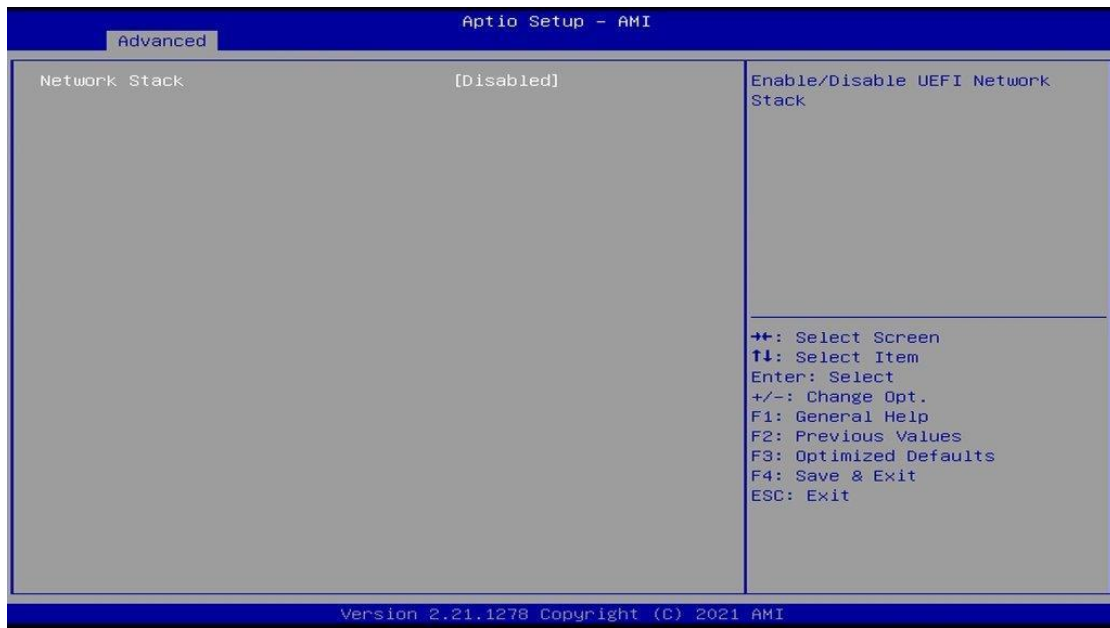 Aptio Setup – AMI
Advanced
Network Stack [Disabled]
Enable/Disable UEFI Network
Stack
→←: Select Screen
↑↓: Select Item
Enter: Select
+/-: Change Opt.
F1: General Help
F2: Previous Values
F3: Optimized Defaults
F4: Save & Exit
ESC: Exit
Version 2.21.1278 Copyright (C) 2021 AMI